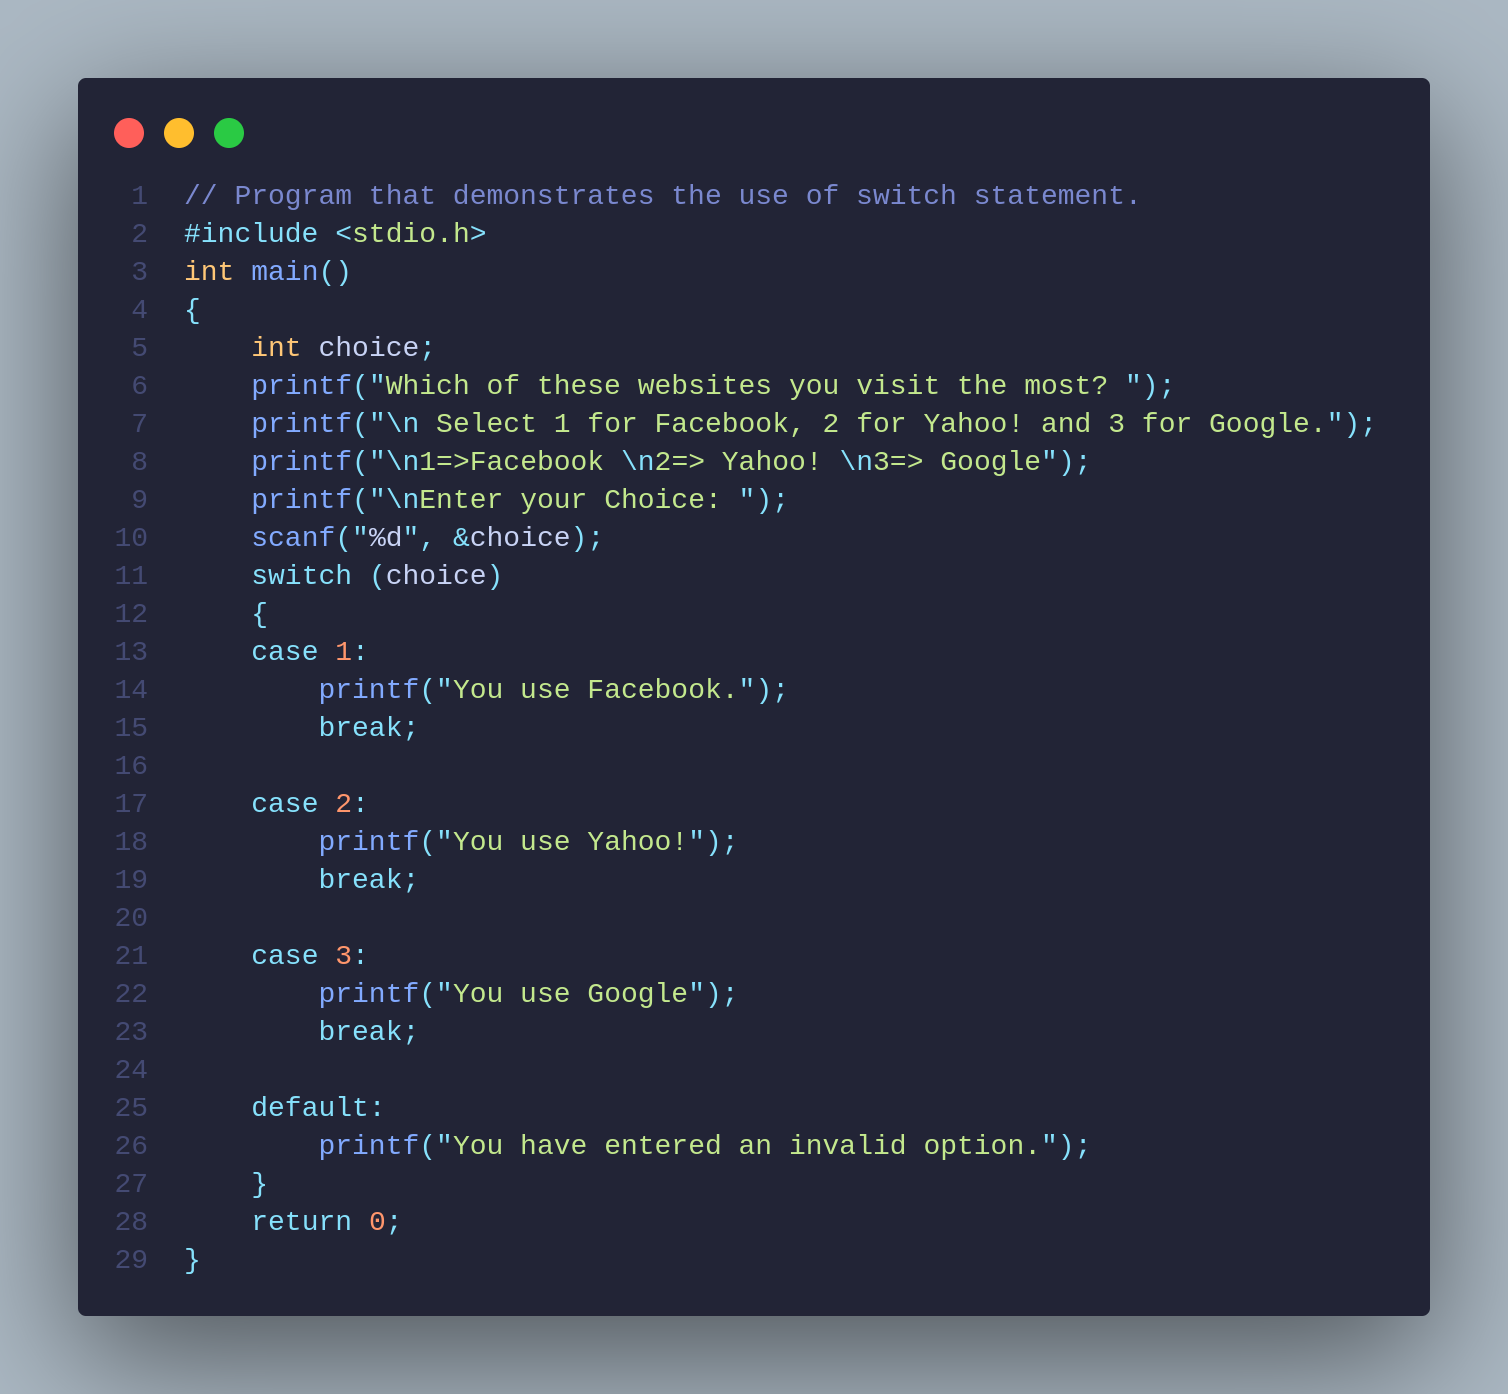 1 // Program that demonstrates the use of switch statement.
2 #include <stdio.h>
3 int main()
4 {
5     int choice;
6     printf("Which of these websites you visit the most? ");
7     printf("\n Select 1 for Facebook, 2 for Yahoo! and 3 for Google.");
8     printf("\n1=>Facebook \n2=> Yahoo! \n3=> Google");
9     printf("\nEnter your Choice: ");
10     scanf("%d", &choice);
11     switch (choice)
12     {
13     case 1:
14         printf("You use Facebook.");
15         break;
16
17     case 2:
18         printf("You use Yahoo!");
19         break;
20
21     case 3:
22         printf("You use Google");
23         break;
24
25     default:
26         printf("You have entered an invalid option.");
27     }
28     return 0;
29 }